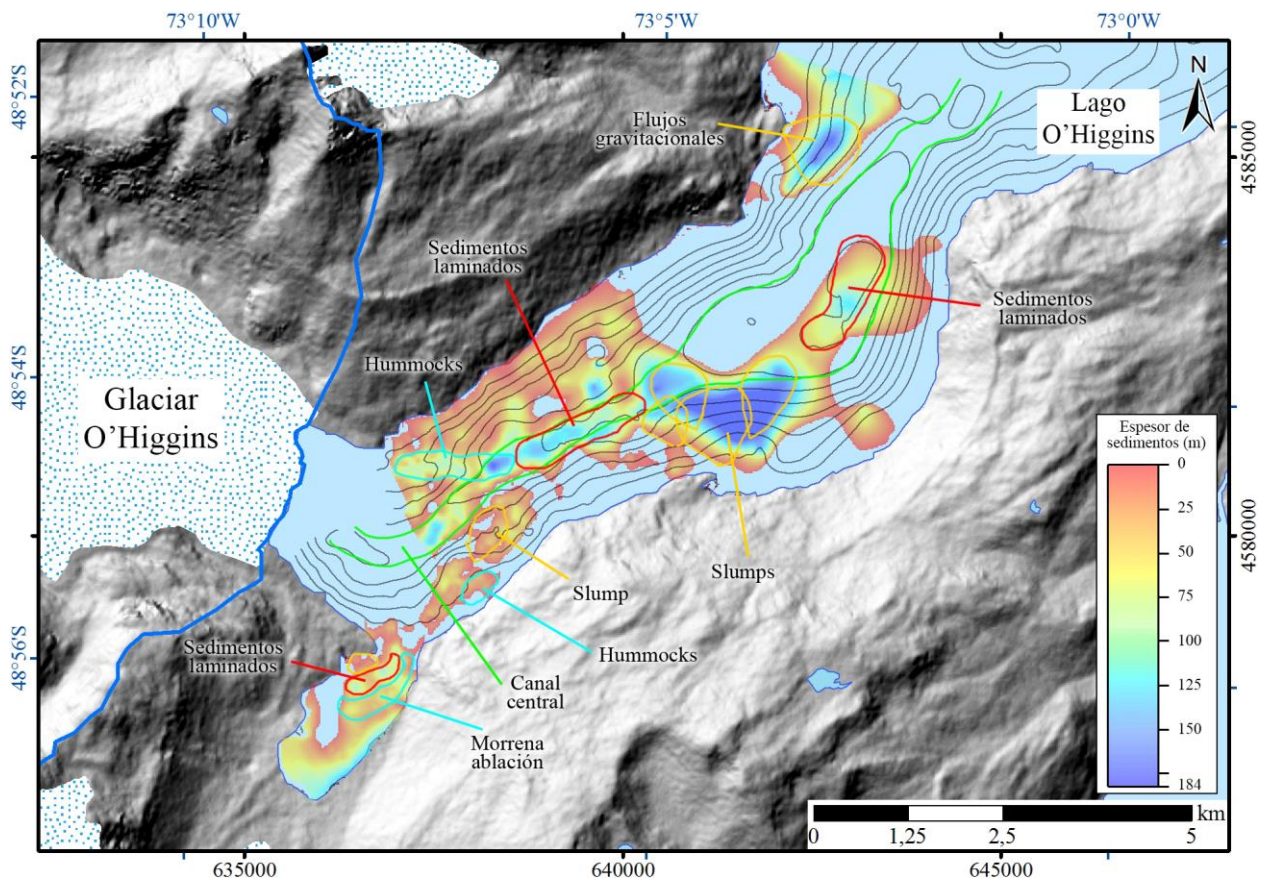 73°10'W
73°5'W
73°0'W
48°52'S
48°54'S
48°56'S
N
Lago
O'Higgins
4585000
4580000
Flujos
gravitacionales
Sedimentos
laminados
Sedimentos
laminados
Hummocks
Glaciar
O'Higgins
Espesor de
sedimentos (m)
0
25
50
75
100
125
150
184
Slumps
Slump
Hummocks
Sedimentos
laminados
Canal
central
Morrena
ablación
km
0
1,25
2,5
5
635000
640000
645000